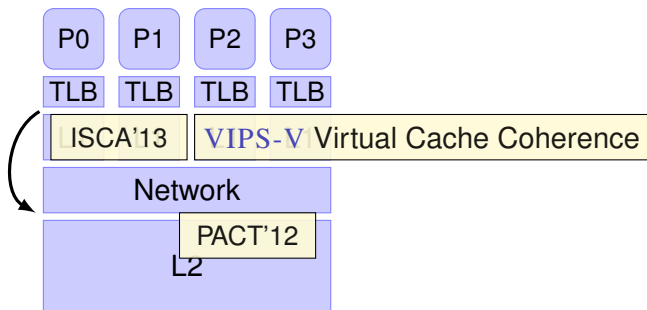 P0 P1 P2 P3
TLB TLB TLB TLB
ISCA'13 VIPS-V Virtual Cache Coherence
Network
PACT'12
L2